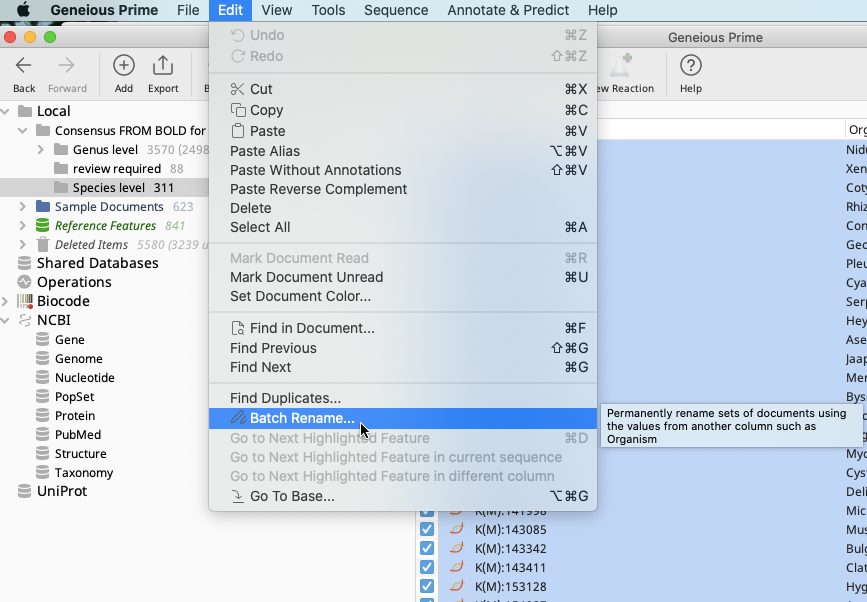 Geneious Prime File Edit View Tools Sequence Annotate & Predict Help
Geneious Prime
Back Forward Add Export Reaction Help
Undo ⌘Z
Redo ⇧⌘Z
Cut ⌘X
Copy ⌘C
Paste ⌘V
Paste Alias ⌥⌘V
Paste Without Annotations ⇧⌘V
Paste Reverse Complement
Delete
Select All ⌘A
Mark Document Read ⌘R
Mark Document Unread ⌘U
Set Document Color...
Find in Document... ⌘F
Find Previous ⇧⌘G
Find Next ⌘G
Find Duplicates...
Batch Rename...
Go to Next Highlighted Feature ⌘D
Go to Next Highlighted Feature in current sequence
Go to Next Highlighted Feature in different column
Go To Base... ⌥⌘G
Permanently rename sets of documents using
the values from another column such as
Organism
Local
Consensus FROM BOLD for
Genus level 3570 (2498
review required 88
Species level 311
Sample Documents 623
Reference Features 841
Deleted Items 5580 (3239 u
Shared Databases
Operations
Biocode
NCBI
Gene
Genome
Nucleotide
PopSet
Protein
PubMed
Structure
Taxonomy
UniProt
K(M):141998
K(M):143085
K(M):143342
K(M):143411
K(M):153128
Org
Nid
Xen
Cot
Rhiz
Con
Geo
Pleu
Cya
Serp
Hey
Ase
Jaap
Mer
Bys
Myc
Cys
Deli
Mic
Mus
Bulg
Clat
Hyg